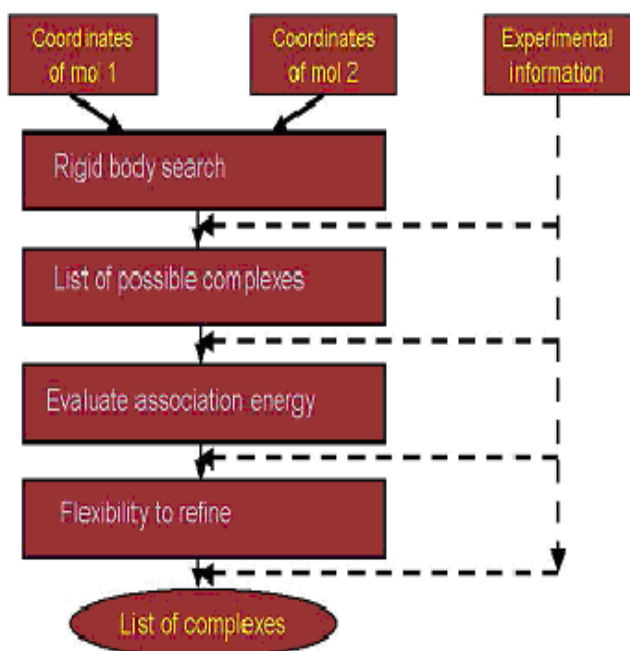 Coordinates
of mol 1
Coordinates
of mol 2
Experimental
information
Rigid body search
List of possible complexes
Evaluate association energy
Flexibility to refine
List of complexes